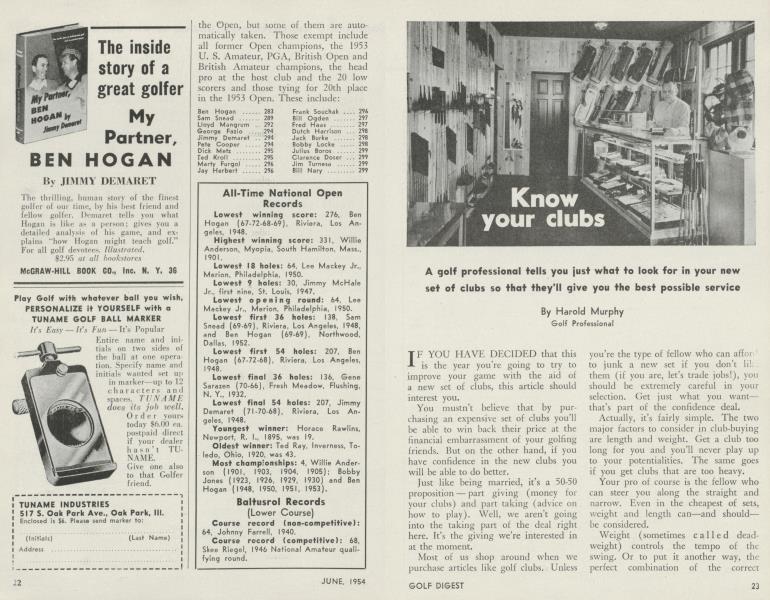 The inside
story of a
great golfer
My Partner,
BEN HOGAN
by
Jimmy Demaret
My
Partner,
BEN HOGAN
By JIMMY DEMARET
The thrilling, human story of the finest
golfer of our time, by his best friend and
fellow golfer. Demaret tells you what
Hogan is like as a person; gives you a
detailed analysis of his game, and ex-
plains "how Hogan might teach golf."
For all golf devotees. Illustrated.
$2.95 at all bookstores
McGRAW-HILL BOOK CO., Inc. N. Y. 36
Play Golf with whatever ball you wish,
PERSONALIZE it YOURSELF with a
TUNAME GOLF BALL MARKER
It's Easy — It's Fun — It's Popular
Entire name and ini-
tials on two sides of
the ball at one opera-
tion. Specify name and
initials wanted set up
in marker—up to 12
characters and
spaces. TUNAME
does its job well.
Order yours
today $6.00 ea.
postpaid direct
if your dealer
hasn't TU-
NAME.
Give one also
to that Golfer
friend.
TUNAME INDUSTRIES
517 S. Oak Park Ave., Oak Park, Ill.
Enclosed is $6. Please send marker to:
(Initials) (Last Name)
Address
22
the Open, but some of them are auto-
matically taken. Those exempt include
all former Open champions, the 1953
U. S. Amateur, PGA, British Open and
British Amateur champions, the head
pro at the host club and the 20 low
scorers and those tying for 20th place
in the 1953 Open. These include:
Ben Hogan ..... 283
Sam Snead ..... 289
Lloyd Mangrum ... 292
George Fazio .... 294
Jimmy Demaret ... 294
Pete Cooper .... 294
Dick Metz ..... 295
Ted Kroll ..... 295
Marty Furgol .... 296
Jay Herbert .... 296
Frank Souchak ... 296
Bill Ogden ..... 297
Fred Haas ..... 297
Dutch Harrison ... 298
Jack Burke ..... 298
Bobby Locke .... 298
Julius Boros .... 299
Clarence Doser ... 299
Jim Turnesa .... 299
Bill Nary ..... 299
All-Time National Open
Records
Lowest winning score: 276, Ben
Hogan (67-72-68-69), Riviera, Los An-
geles, 1948.
Highest winning score: 331, Willie
Anderson, Myopia, South Hamilton, Mass.,
1901.
Lowest 18 holes: 64, Lee Mackey Jr.,
Merion, Philadelphia, 1950.
Lowest 9 holes: 30, Jimmy McHale
Jr., first nine, St. Louis, 1947.
Lowest opening round: 64, Lee
Mackey Jr., Merion, Philadelphia, 1950.
Lowest first 36 holes: 138, Sam
Snead (69-69), Riviera, Los Angeles, 1948,
and Ben Hogan (69-69), Northwood,
Dallas, 1952.
Lowest first 54 holes: 207, Ben
Hogan (67-72-68), Riviera, Los Angeles,
1948.
Lowest final 36 holes: 136, Gene
Sarazen (70-66), Fresh Meadow, Flushing,
N. Y., 1932.
Lowest final 54 holes: 207, Jimmy
Demaret (71-70-68), Riviera, Los An-
geles, 1948.
Youngest winner: Horace Rawlins,
Newport, R. I., 1895, was 19.
Oldest winner: Ted Ray, Inverness, To-
ledo, Ohio, 1920, was 43.
Most championships: 4, Willie Ander-
son (1901, 1903, 1904, 1905); Bobby
Jones (1923, 1926, 1929, 1930) and Ben
Hogan (1948, 1950, 1951, 1953).
Baltusrol Records
(Lower Course)
Course record (non-competitive):
64, Johnny Farrell, 1940.
Course record (competitive): 68,
Skee Riegel, 1946 National Amateur quali-
fying round.
JUNE, 1954
Know
your clubs
A golf professional tells you just what to look for in your new
set of clubs so that they'll give you the best possible service
By Harold Murphy
Golf Professional
IF YOU HAVE DECIDED that this
is the year you're going to try to
improve your game with the aid of
a new set of clubs, this article should
interest you.
You mustn't believe that by pur-
chasing an expensive set of clubs you'll
be able to win back their price at the
financial embarrassment of your golfing
friends. But on the other hand, if you
have confidence in the new clubs you
will be able to do better.
Just like being married, it's a 50-50
proposition—part giving (money for
your clubs) and part taking (advice on
how to play). Well, we aren't going
into the taking part of the deal right
here. It's the giving we're interested in
at the moment.
Most of us shop around when we
purchase articles like golf clubs. Unless
you're the type of fellow who can afford
to junk a new set if you don't like
them (if you are, let's trade jobs!), you
should be extremely careful in your
selection. Get just what you want—
that's part of the confidence deal.
Actually, it's fairly simple. The two
major factors to consider in club-buying
are length and weight. Get a club too
long for you and you'll never play up
to your potentialities. The same goes
if you get clubs that are too heavy.
Your pro of course is the fellow who
can steer you along the straight and
narrow. Even in the cheapest of sets,
weight and length can—and should—
be considered.
Weight (sometimes called dead-
weight) controls the tempo of the
swing. Or to put it another way, the
perfect combination of the correct
GOLF DIGEST
23